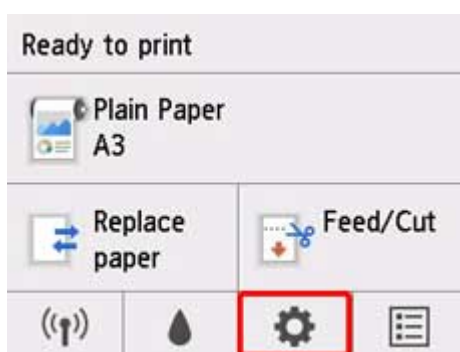 Ready to print
Plain Paper
A3
Replace
paper
Feed/Cut